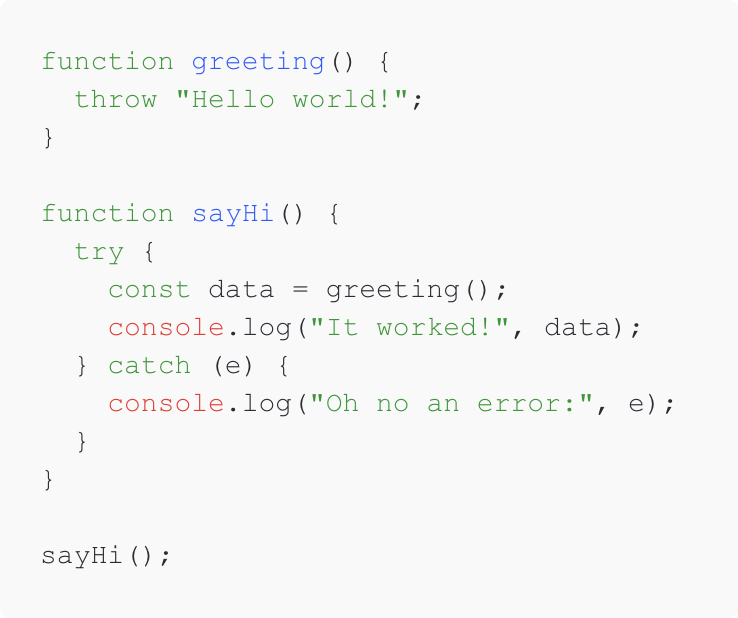 function greeting() {
  throw "Hello world!";
}

function sayHi() {
  try {
    const data = greeting();
    console.log("It worked!", data);
  } catch (e) {
    console.log("Oh no an error:", e);
  }
}

sayHi();